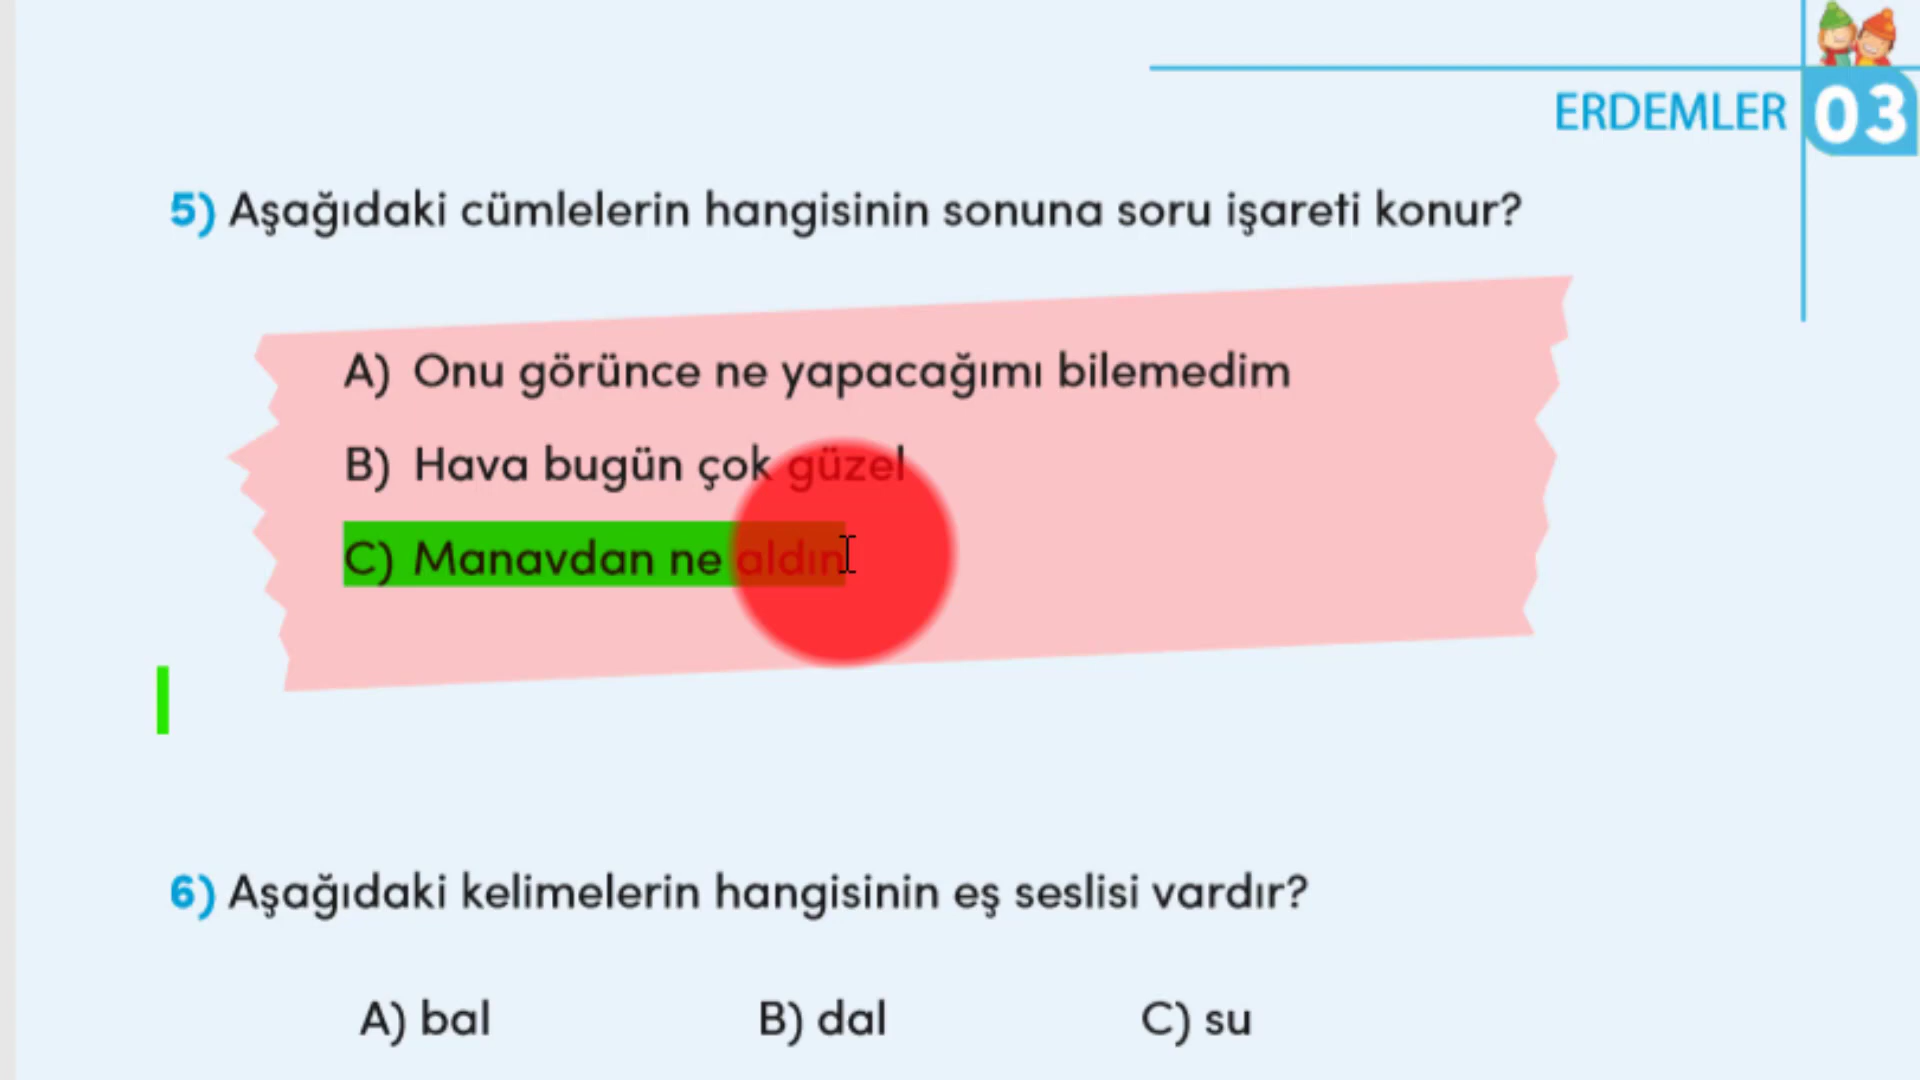 ERDEMLER 03
5) Aşağıdaki cümlelerin hangisinin sonuna soru işareti konur?
A) Onu görünce ne yapacağımı bilemedim
B) Hava bugün çok güzel
C) Manavdan ne aldın
6) Aşağıdaki kelimelerin hangisinin eş seslisi vardır?
A) bal B) dal C) su